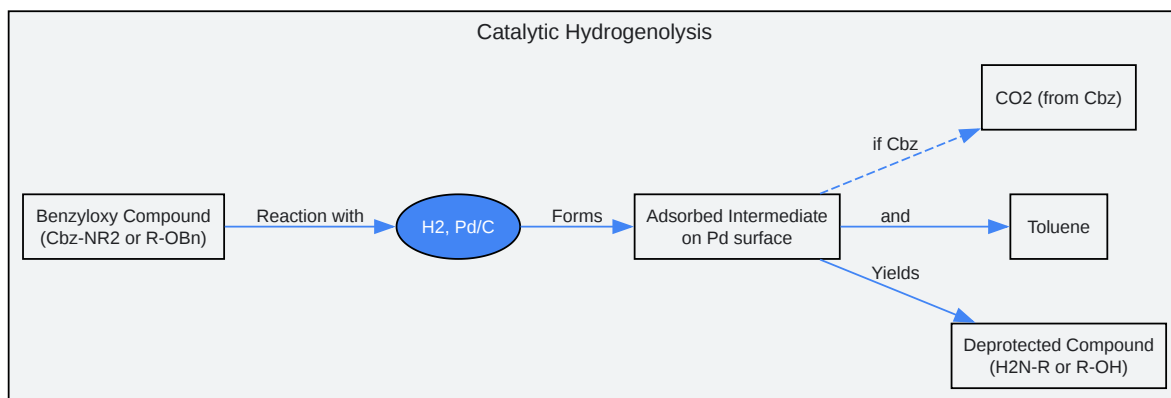 Catalytic Hydrogenolysis
CO2 (from Cbz)
if Cbz
Benzyloxy Compound
(Cbz-NR2 or R-OBn)
Reaction with
H2, Pd/C
Forms
Adsorbed Intermediate
on Pd surface
and
Toluene
Yields
Deprotected Compound
(H2N-R or R-OH)